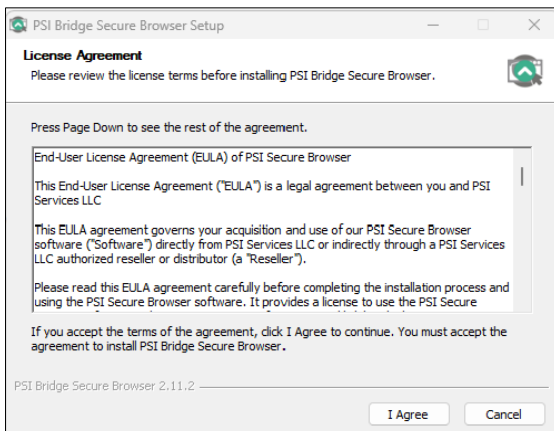 PSI Bridge Secure Browser Setup
License Agreement
Please review the license terms before installing PSI Bridge Secure Browser.
Press Page Down to see the rest of the agreement.
End-User License Agreement (EULA) of PSI Secure Browser
This End-User License Agreement ("EULA") is a legal agreement between you and PSI
Services LLC
This EULA agreement governs your acquisition and use of our PSI Secure Browser
software ("Software") directly from PSI Services LLC or indirectly through a PSI Services
LLC authorized reseller or distributor (a "Reseller").
Please read this EULA agreement carefully before completing the installation process and
using the PSI Secure Browser software. It provides a license to use the PSI Secure
If you accept the terms of the agreement, click I Agree to continue. You must accept the
agreement to install PSI Bridge Secure Browser.
PSI Bridge Secure Browser 2.11.2
I Agree
Cancel